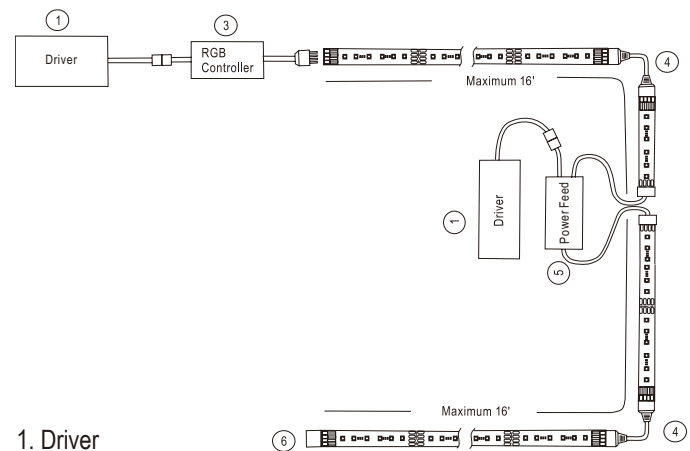 1
3
Driver
RGB
Controller
4
Maximum 16'
1
Driver
Power Feed
5
Maximum 16'
6
4
1. Driver